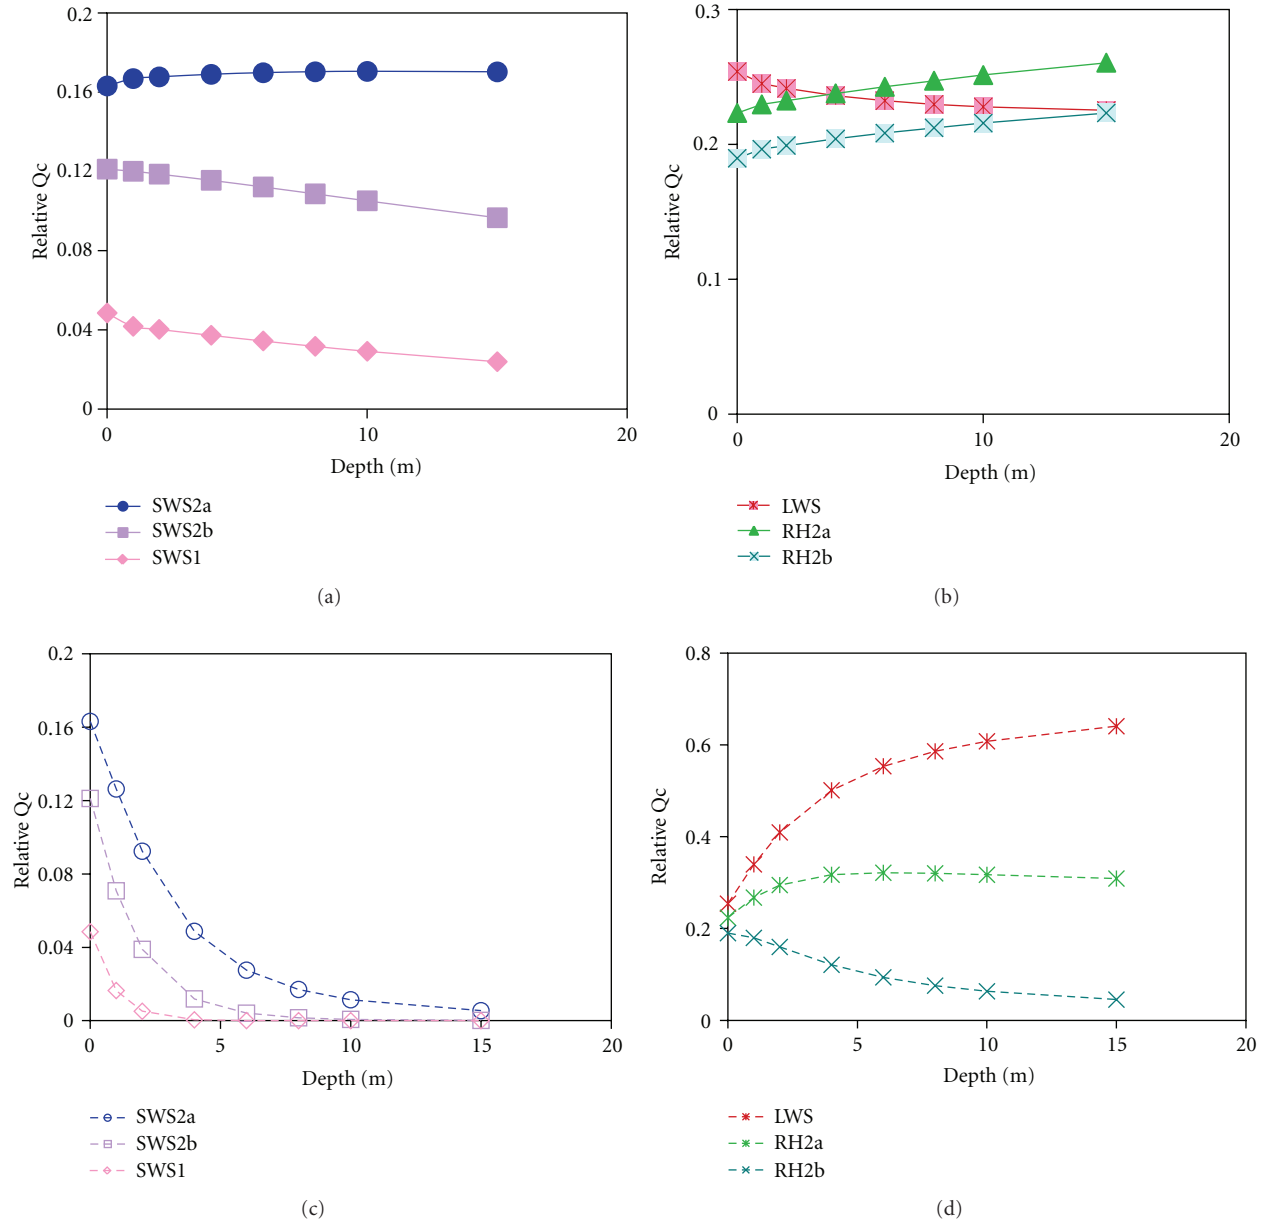 0.2
0.16
0.12
0.08
0.04
0
Relative Qc
0 5 10 20
Depth (m)
SWS2a
SWS2b
SWS1
(a)
0.3
0.2
0.1
0
Relative Qc
0 10 20
Depth (m)
LWS
RH2a
RH2b
(b)
0.2
0.16
0.12
0.08
0.04
0
Relative Qc
0 5 10 15 20
Depth (m)
SWS2a
SWS2b
SWS1
(c)
0.8
0.6
0.4
0.2
0
Relative Qc
0 5 10 15 20
Depth (m)
LWS
RH2a
RH2b
(d)